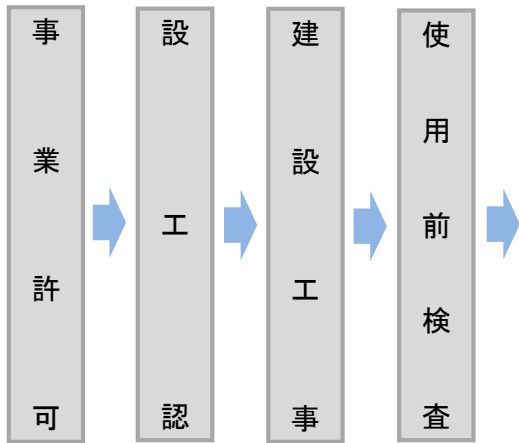 事業許可
設工認
建設工事
使用前検査